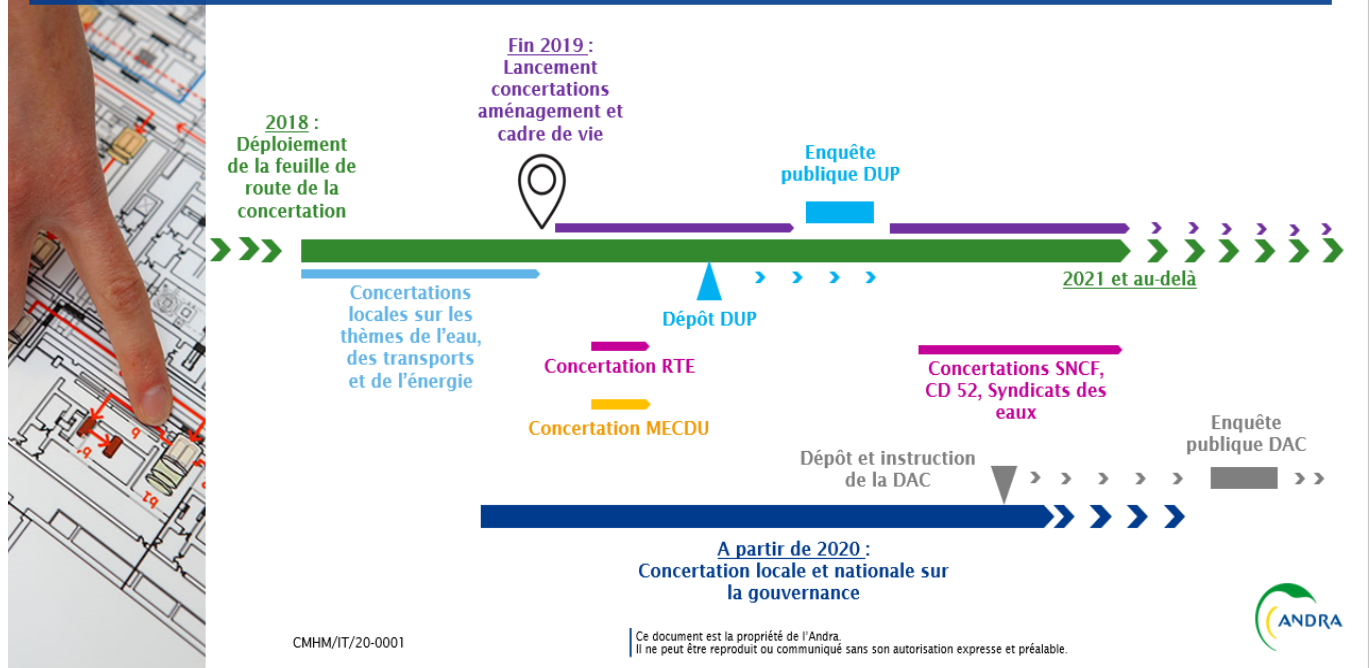 Fin 2019 :
Lancement
concertations
aménagement et
cadre de vie
2018 :
Déploiement
de la feuille de
route de la
concertation
Enquête
publique DUP
2021 et au-delà
Concertations
locales sur les
thèmes de l'eau,
des transports
et de l'énergie
Dépôt DUP
Concertation RTE
Concertations SNCF,
CD 52, Syndicats des
eaux
Concertation MECDU
Enquête
publique DAC
Dépôt et instruction
de la DAC
A partir de 2020 :
Concertation locale et nationale sur
la gouvernance
CMHM/IT/20-0001
Ce document est la propriété de l'Andra.
Il ne peut être reproduit ou communiqué sans son autorisation expresse et préalable.
ANDRA
b
b'
b1